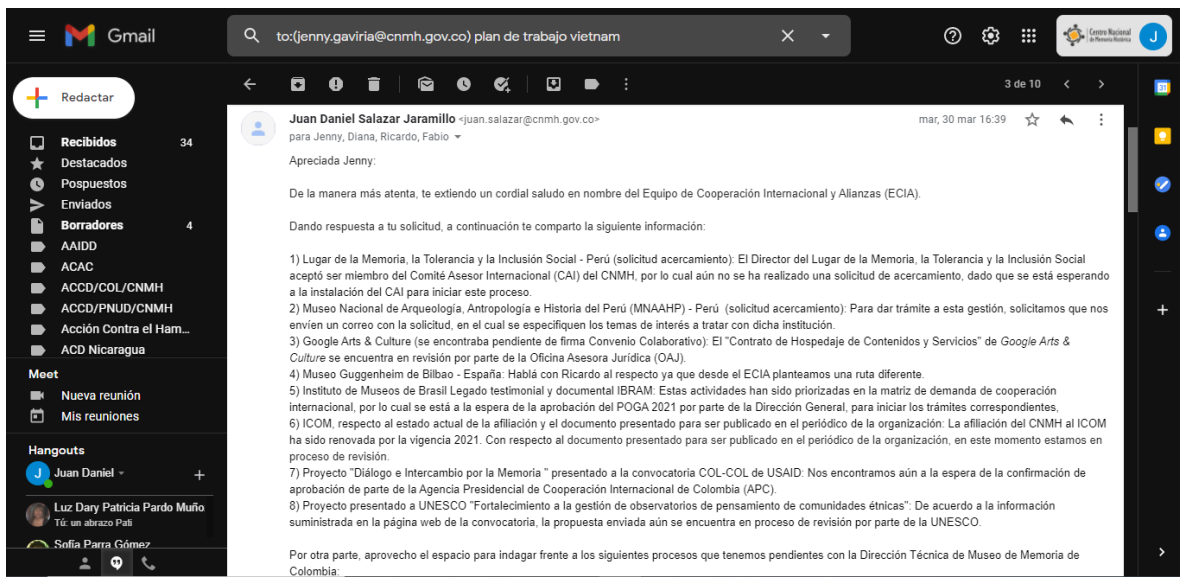 Gmail
to:(jenny.gaviria@cnmh.gov.co) plan de trabajo vietnam
Centro Nacional
de Memoria Histórica
J
Redactar
3 de 10
31
Recibidos 34
Destacados
Pospuestos
Enviados
Borradores 4
AAIDD
ACAC
ACCD/COL/CNMH
ACCD/PNUD/CNMH
Acción Contra el Ham...
ACD Nicaragua
Meet
Nueva reunión
Mis reuniones
Hangouts
J
Juan Daniel
Luz Dary Patricia Pardo Muño
Tú: un abrazo Pati
Sofía Parra Gómez
Juan Daniel Salazar Jaramillo <juan.salazar@cnmh.gov.co> mar, 30 mar 16:39
para Jenny, Diana, Ricardo, Fabio
Apreciada Jenny:
De la manera más atenta, te extiendo un cordial saludo en nombre del Equipo de Cooperación Internacional y Alianzas (ECIA).
Dando respuesta a tu solicitud, a continuación te comparto la siguiente información:
1) Lugar de la Memoria, la Tolerancia y la Inclusión Social - Perú (solicitud acercamiento): El Director del Lugar de la Memoria, la Tolerancia y la Inclusión Social
aceptó ser miembro del Comité Asesor Internacional (CAI) del CNMH, por lo cual aún no se ha realizado una solicitud de acercamiento, dado que se está esperando
a la instalación del CAI para iniciar este proceso.
2) Museo Nacional de Arqueología, Antropología e Historia del Perú (MNAAHP) - Perú (solicitud acercamiento): Para dar trámite a esta gestión, solicitamos que nos
envíen un correo con la solicitud, en el cual se especifiquen los temas de interés a tratar con dicha institución.
3) Google Arts & Culture (se encontraba pendiente de firma Convenio Colaborativo): El "Contrato de Hospedaje de Contenidos y Servicios" de Google Arts &
Culture se encuentra en revisión por parte de la Oficina Asesora Jurídica (OAJ).
4) Museo Guggenheim de Bilbao - España: Hablá con Ricardo al respecto ya que desde el ECIA planteamos una ruta diferente.
5) Instituto de Museos de Brasil Legado testimonial y documental IBRAM: Estas actividades han sido priorizadas en la matriz de demanda de cooperación
internacional, por lo cual se está a la espera de la aprobación del POGA 2021 por parte de la Dirección General, para iniciar los trámites correspondientes,
6) ICOM, respecto al estado actual de la afiliación y el documento presentado para ser publicado en el periódico de la organización: La afiliación del CNMH al ICOM
ha sido renovada por la vigencia 2021. Con respecto al documento presentado para ser publicado en el periódico de la organización, en este momento estamos en
proceso de revisión.
7) Proyecto "Diálogo e Intercambio por la Memoria " presentado a la convocatoria COL-COL de USAID: Nos encontramos aún a la espera de la confirmación de
aprobación de parte de la Agencia Presidencial de Cooperación Internacional de Colombia (APC).
8) Proyecto presentado a UNESCO "Fortalecimiento a la gestión de observatorios de pensamiento de comunidades étnicas": De acuerdo a la información
suministrada en la página web de la convocatoria, la propuesta enviada aún se encuentra en proceso de revisión por parte de la UNESCO.
Por otra parte, aprovecho el espacio para indagar frente a los siguientes procesos que tenemos pendientes con la Dirección Técnica de Museo de Memoria de
Colombia: